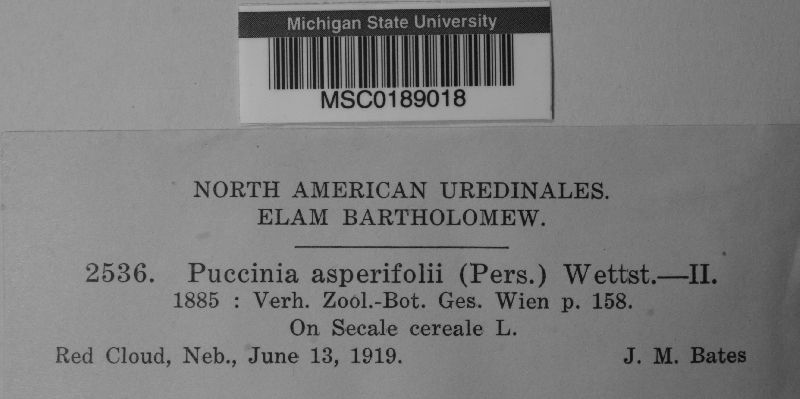 Michigan State University
MSC0189018
NORTH AMERICAN UREDINALES.
ELAM BARTHOLOMEW.
2536. Puccinia asperifolii (Pers.) Wettst.—II.
1885 : Verh. Zool.-Bot. Ges. Wien p. 158.
On Secale cereale L.
Red Cloud, Neb., June 13, 1919. J. M. Bates